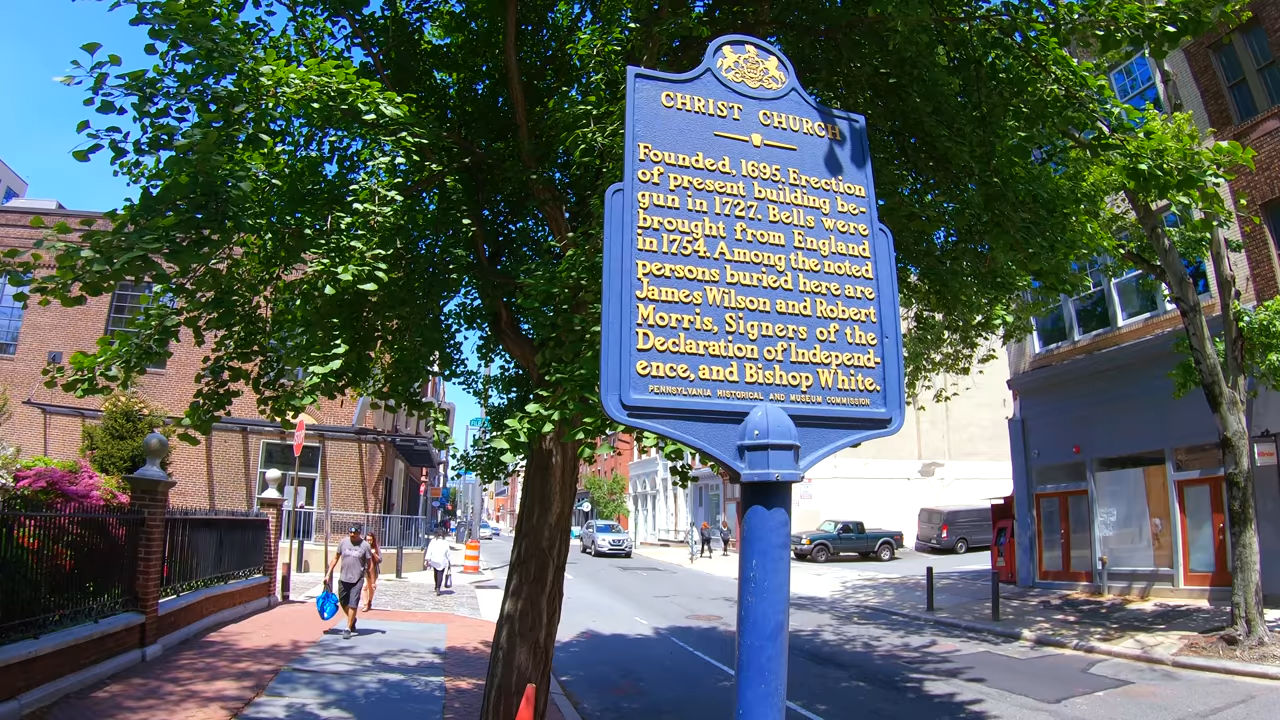 CHRIST CHURCH
Founded, 1695. Erection
of present building be-
gun in 1727. Bells were
brought from England
in 1754. Among the noted
persons buried here are
James Wilson and Robert
Morris, Signers of the
Declaration of Independ-
ence, and Bishop White.
PENNSYLVANIA HISTORICAL AND MUSEUM COMMISSION